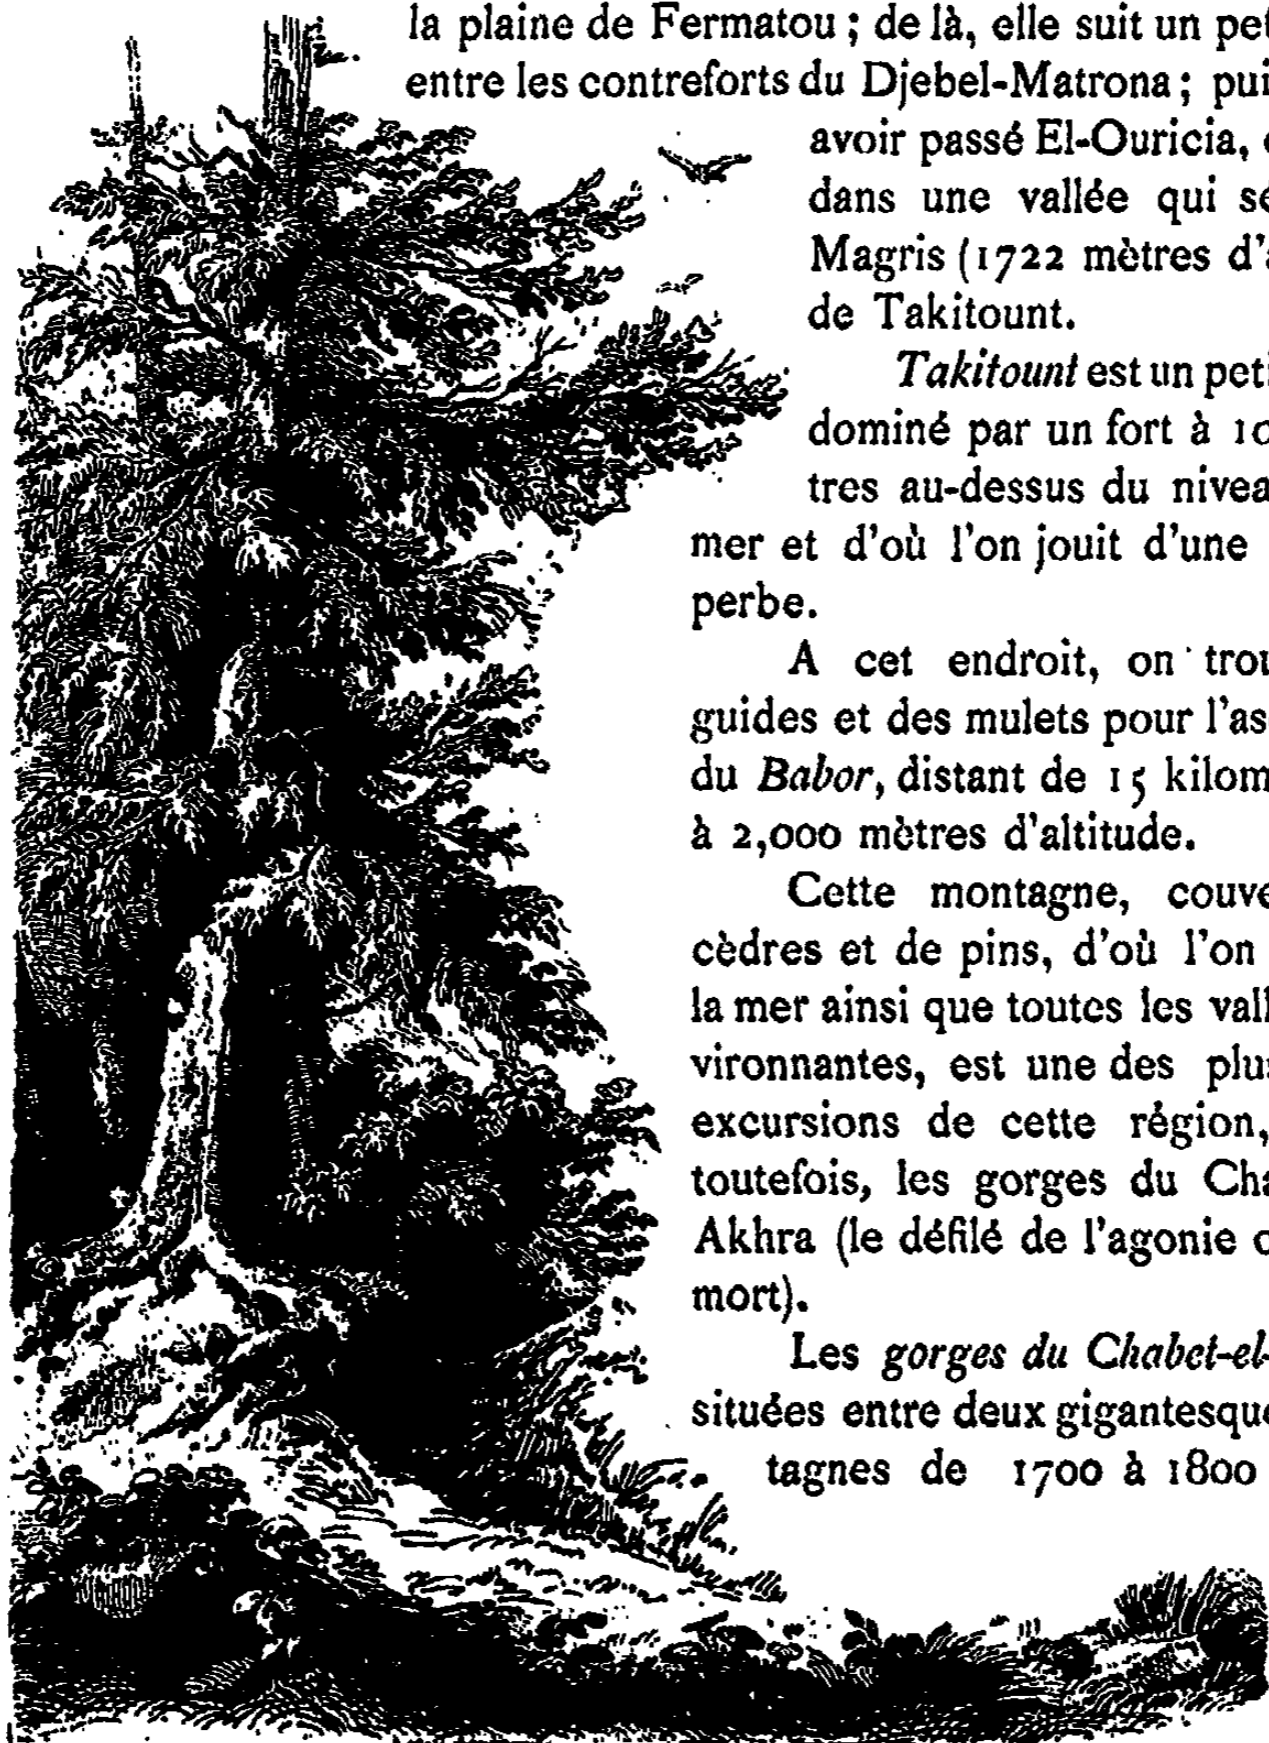 la plaine de Fermatou ; de là, elle suit un pet
entre les contreforts du Djebel-Matrona ; pui
avoir passé El-Ouricia,
dans une vallée qui sé
Magris (1722 mètres d'a
de Takitount.
Takitount est un peti
dominé par un fort à 10
tres au-dessus du nivea
mer et d'où l'on jouit d'une
perbe.
A cet endroit, on trou
guides et des mulets pour l'as
du Babor, distant de 15 kilom
à 2,000 mètres d'altitude.
Cette montagne, couve
cèdres et de pins, d'où l'on
la mer ainsi que toutes les vall
vironnantes, est une des plu
excursions de cette région,
toutefois, les gorges du Cha
Akhra (le défilé de l'agonie o
mort).
Les gorges du Chabet-el-
situées entre deux gigantesque
tagnes de 1700 à 1800